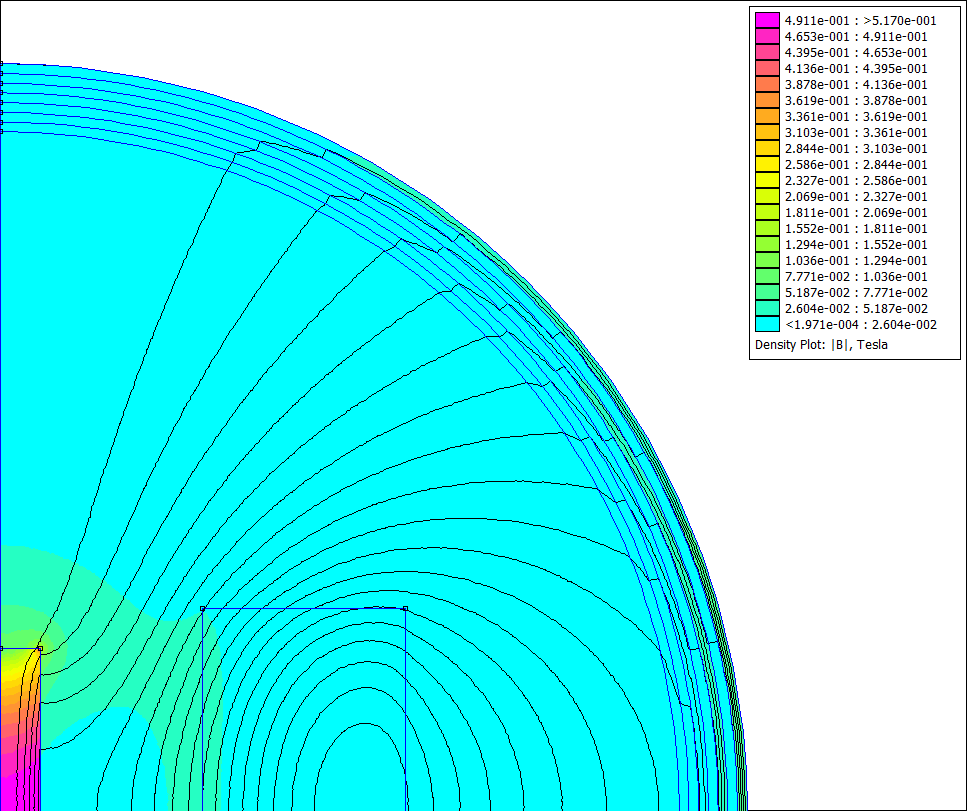 4.911e-001 : >5.170e-001
4.653e-001 : 4.911e-001
4.395e-001 : 4.653e-001
4.136e-001 : 4.395e-001
3.878e-001 : 4.136e-001
3.619e-001 : 3.878e-001
3.361e-001 : 3.619e-001
3.103e-001 : 3.361e-001
2.844e-001 : 3.103e-001
2.586e-001 : 2.844e-001
2.327e-001 : 2.586e-001
2.069e-001 : 2.327e-001
1.811e-001 : 2.069e-001
1.552e-001 : 1.811e-001
1.294e-001 : 1.552e-001
1.036e-001 : 1.294e-001
7.771e-002 : 1.036e-001
5.187e-002 : 7.771e-002
2.604e-002 : 5.187e-002
<1.971e-004 : 2.604e-002
Density Plot: |B|, Tesla